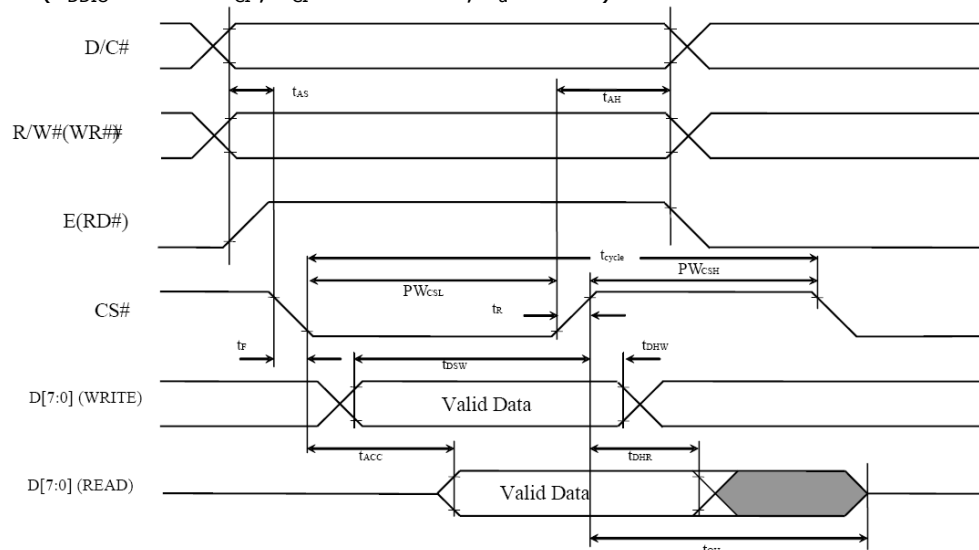 D/C#
tAS
tAH
R/W#(WR#
E(RD#)
tcycle
PWCSL
PWCSH
CS#
tR
tF
tDSW
tDHW
D[7:0] (WRITE)
Valid Data
tACC
tDHR
D[7:0] (READ)
Valid Data